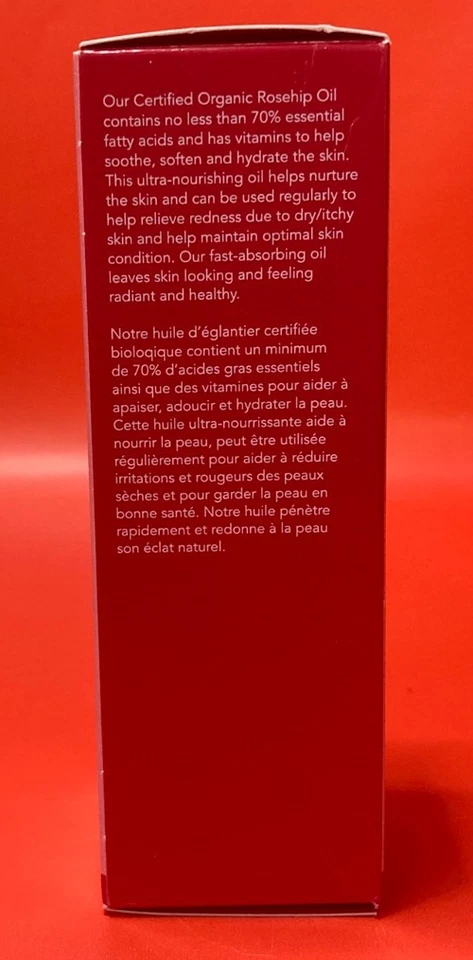 Our Certified Organic Rosehip Oil
contains no less than 70% essential
fatty acids and has vitamins to help
soothe, soften and hydrate the skin.
This ultra-nourishing oil helps nurture
the skin and can be used regularly to
help relieve redness due to dry/itchy
skin and help maintain optimal skin
condition. Our fast-absorbing oil
leaves skin looking and feeling
radiant and healthy.
Notre huile d'églantier certifiée
bioloqique contient un minimum
de 70% d'acides gras essentiels
ainsi que des vitamines pour aider à
apaiser, adoucir et hydrater la peau.
Cette huile ultra-nourrissante aide à
nourrir la peau, peut être utilisée
régulièrement pour aider à réduire
irritations et rougeurs des peaux
sèches et pour garder la peau en
bonne santé. Notre huile pénètre
rapidement et redonne à la peau
son éclat naturel.